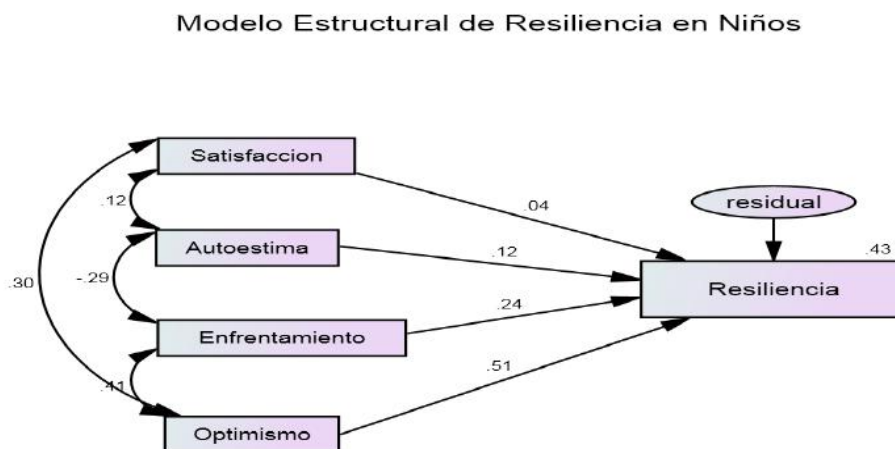 Modelo Estructural de Resiliencia en Niños
Satisfaccion
.12
.04
residual
Autoestima
.12
.43
.30
-.29
Resiliencia
Enfrentamiento
.24
.41
.51
Optimismo